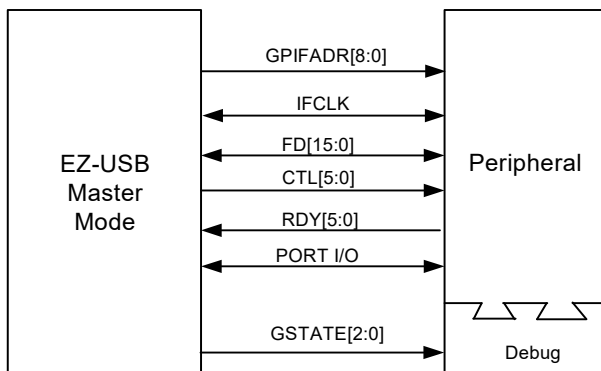 GPIFADR[8:0]
IFCLK
FD[15:0]
EZ-USB
Master
Mode
CTL[5:0]
Peripheral
RDY[5:0]
PORT I/O
GSTATE[2:0]
Debug